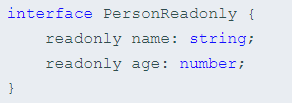 interface PersonReadonly {
    readonly name: string;
    readonly age: number;
}